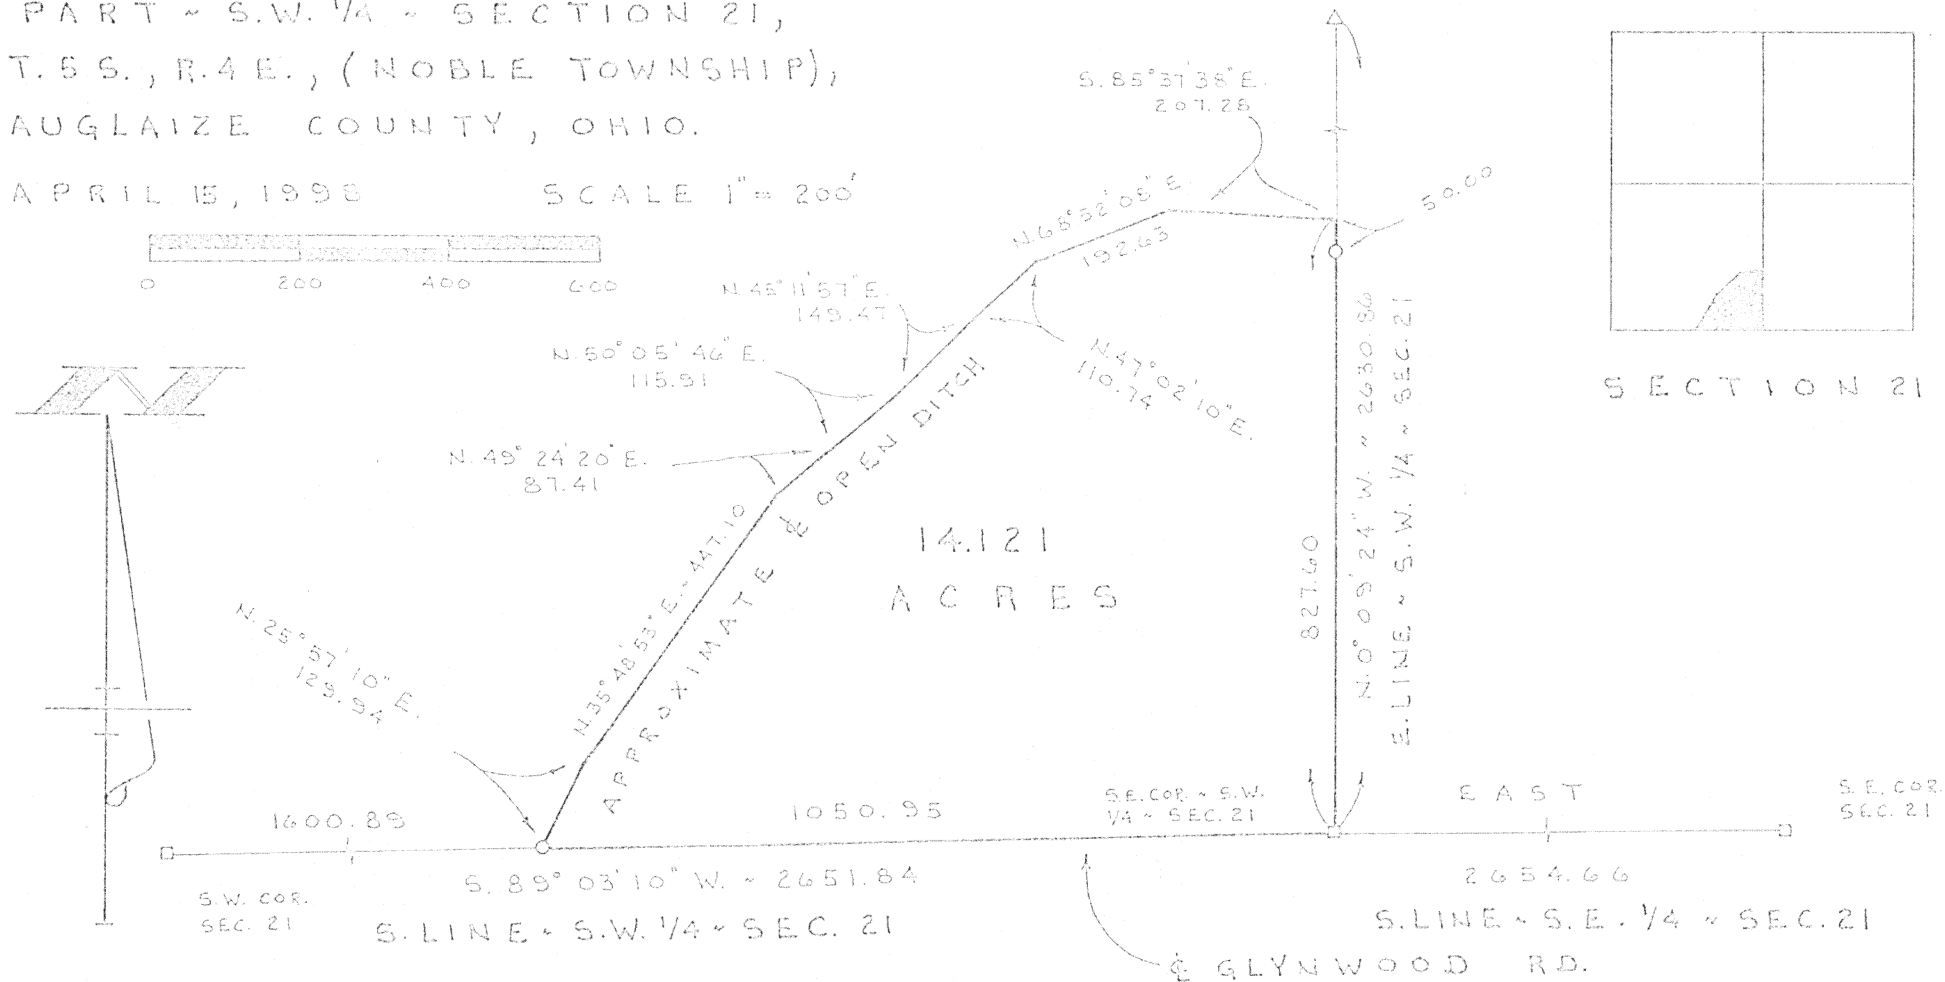 PART ~ S.W. 1/4 ~ SECTION 21,
T.5S., R.4E., (NOBLE TOWNSHIP),
AUGLAIZE COUNTY, OHIO.
APRIL 15, 1998 SCALE 1" = 200'
0 200 400 600
N
S.85°37'38"E.
207.28
50.00
N.68°52'08"E.
192.63
N.45°11'57"E.
149.47
N.50°05'46"E.
115.91
N.47°02'10"E.
110.74
N.49°24'20"E.
87.41
N.35°48'53"E. ~ 447.10
N.25°57'10"E.
129.94
APPROXIMATE ℄ OPEN DITCH
14.121
ACRES
827.60
N.0°09'24"W. ~ 2630.86
E.LINE ~ S.W. 1/4 ~ SEC.21
SECTION 21
1600.89
1050.95
S.E.COR. ~ S.W.
1/4 ~ SEC.21
EAST
S.E.COR.
SEC.21
S.W. COR.
SEC. 21
S.89°03'10"W. ~ 2651.84
2654.66
S.LINE ~ S.W. 1/4 ~ SEC. 21
S.LINE ~ S.E. 1/4 ~ SEC.21
℄ GLYNWOOD RD.